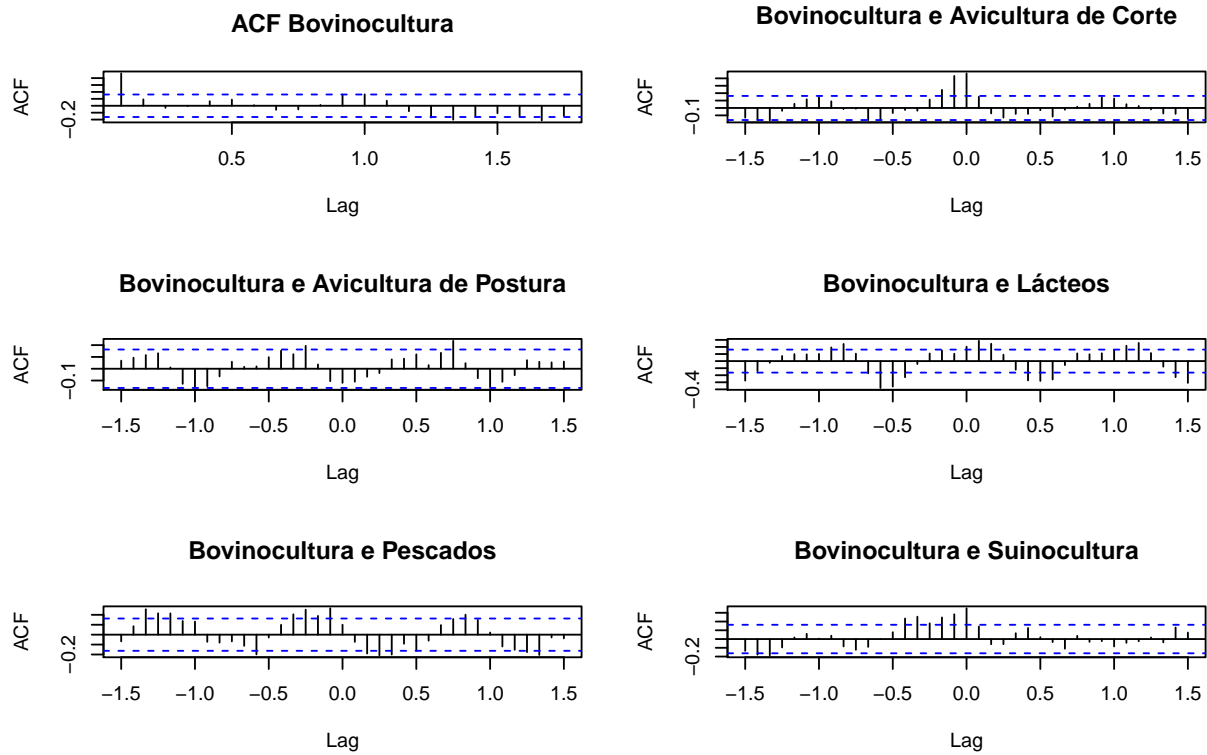 ACF Bovinocultura
ACF
−0.2
0.5 1.0 1.5
Lag
Bovinocultura e Avicultura de Corte
ACF
−0.1
−1.5 −1.0 −0.5 0.0 0.5 1.0 1.5
Lag
Bovinocultura e Avicultura de Postura
ACF
−0.1
−1.5 −1.0 −0.5 0.0 0.5 1.0 1.5
Lag
Bovinocultura e Lácteos
ACF
−0.4
−1.5 −1.0 −0.5 0.0 0.5 1.0 1.5
Lag
Bovinocultura e Pescados
ACF
−0.2
−1.5 −1.0 −0.5 0.0 0.5 1.0 1.5
Lag
Bovinocultura e Suinocultura
ACF
−0.2
−1.5 −1.0 −0.5 0.0 0.5 1.0 1.5
Lag